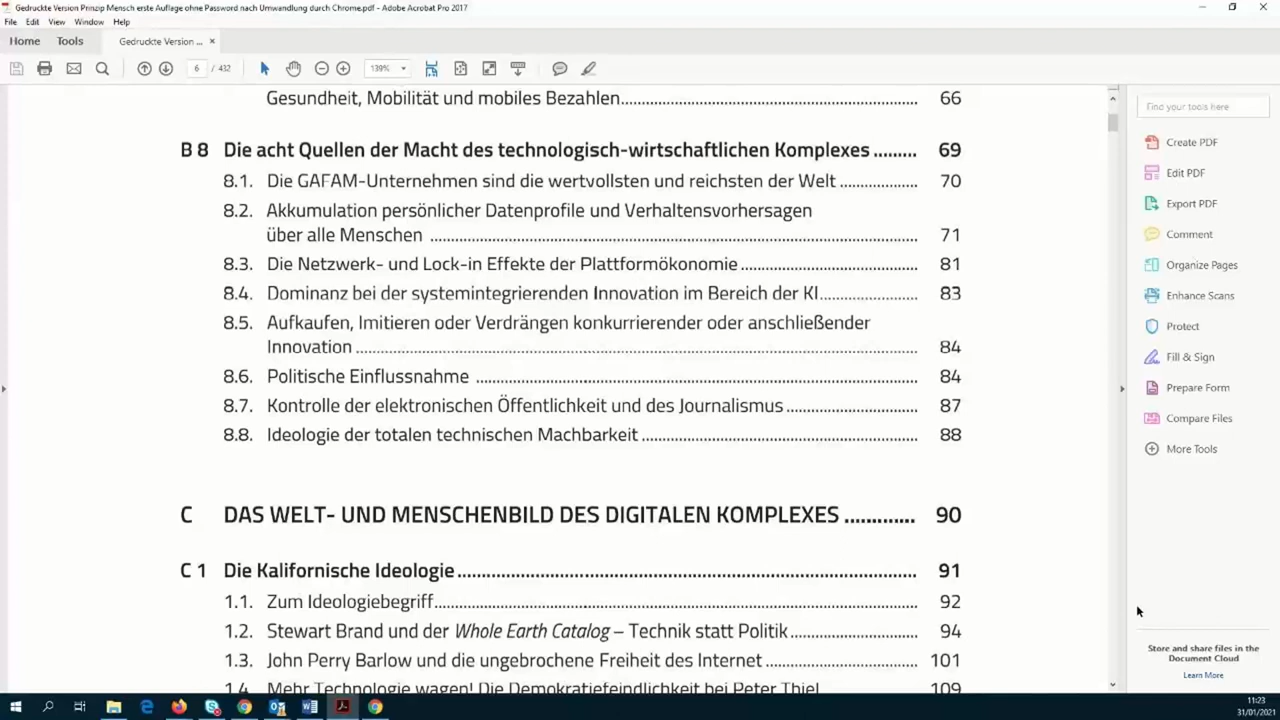 Gedruckte Version Prinzip Mensch erste Auflage ohne Password nach Umwandlung durch Chrome.pdf - Adobe Acrobat Pro 2017
File Edit View Window Help
Home Tools Gedruckte Version ... ×
6 / 432 139%
Gesundheit, Mobilität und mobiles Bezahlen 66
B 8 Die acht Quellen der Macht des technologisch-wirtschaftlichen Komplexes 69
8.1. Die GAFAM-Unternehmen sind die wertvollsten und reichsten der Welt 70
8.2. Akkumulation persönlicher Datenprofile und Verhaltensvorhersagen
über alle Menschen 71
8.3. Die Netzwerk- und Lock-in Effekte der Plattformökonomie 81
8.4. Dominanz bei der systemintegrierenden Innovation im Bereich der KI 83
8.5. Aufkaufen, Imitieren oder Verdrängen konkurrierender oder anschließender
Innovation 84
8.6. Politische Einflussnahme 84
8.7. Kontrolle der elektronischen Öffentlichkeit und des Journalismus 87
8.8. Ideologie der totalen technischen Machbarkeit 88
C DAS WELT- UND MENSCHENBILD DES DIGITALEN KOMPLEXES 90
C 1 Die Kalifornische Ideologie 91
1.1. Zum Ideologiebegriff 92
1.2. Stewart Brand und der Whole Earth Catalog – Technik statt Politik 94
1.3. John Perry Barlow und die ungebrochene Freiheit des Internet 101
1.4. Mehr Technologie wagen! Die Demokratiefeindlichkeit bei Peter Thiel 109
Find your tools here
Create PDF
Edit PDF
Export PDF
Comment
Organize Pages
Enhance Scans
Protect
Fill & Sign
Prepare Form
Compare Files
More Tools
Store and share files in the
Document Cloud
Learn More
11:23
31/01/2021